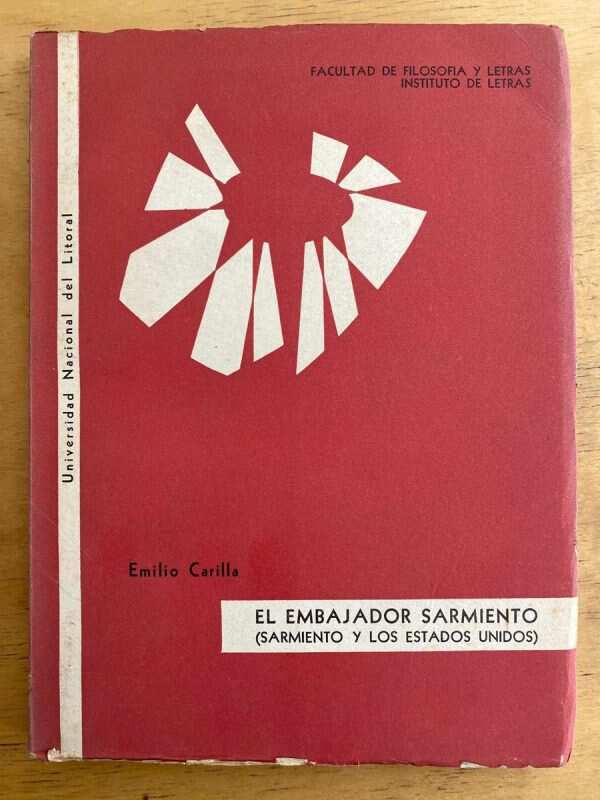 FACULTAD DE FILOSOFIA Y LETRAS
INSTITUTO DE LETRAS
Universidad Nacional del Litoral
Emilio Carilla
EL EMBAJADOR SARMIENTO
(SARMIENTO Y LOS ESTADOS UNIDOS)